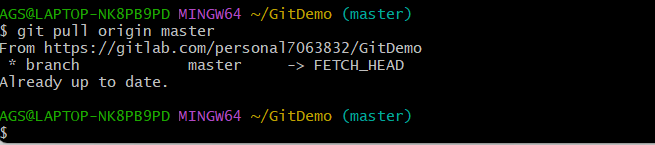 AGS@LAPTOP-NK8PB9PD MINGW64 ~/GitDemo (master)
$ git pull origin master
From https://gitlab.com/personal7063832/GitDemo
 * branch            master     -> FETCH_HEAD
Already up to date.
AGS@LAPTOP-NK8PB9PD MINGW64 ~/GitDemo (master)
$